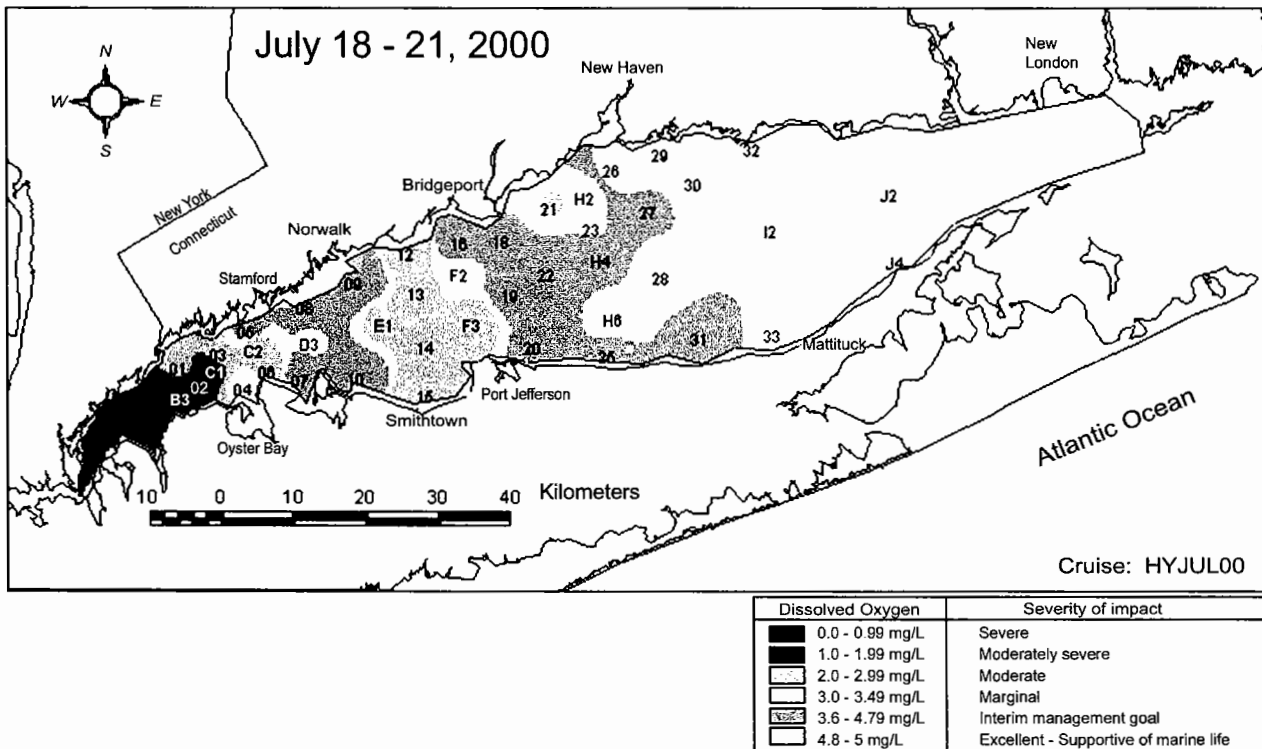 July 18 - 21, 2000
N
W E
S
New London
New Haven
Bridgeport
New York
Connecticut
Norwalk
Stamford
32
29
26
30
J2
H2
21
27
23
I2
16
18
12
H4
J4
F2
22
28
09
13
19
08
E1
F3
H6
06
D3
14
31
33
C2
20
Mattituck
03
25
01
C1
07
10
02
04
15
Port Jefferson
B3
Smithtown
Oyster Bay
Atlantic Ocean
10 0 10 20 30 40 Kilometers
Cruise: HYJUL00
Dissolved Oxygen Severity of impact
0.0 - 0.99 mg/L Severe
1.0 - 1.99 mg/L Moderately severe
2.0 - 2.99 mg/L Moderate
3.0 - 3.49 mg/L Marginal
3.6 - 4.79 mg/L Interim management goal
4.8 - 5 mg/L Excellent - Supportive of marine life